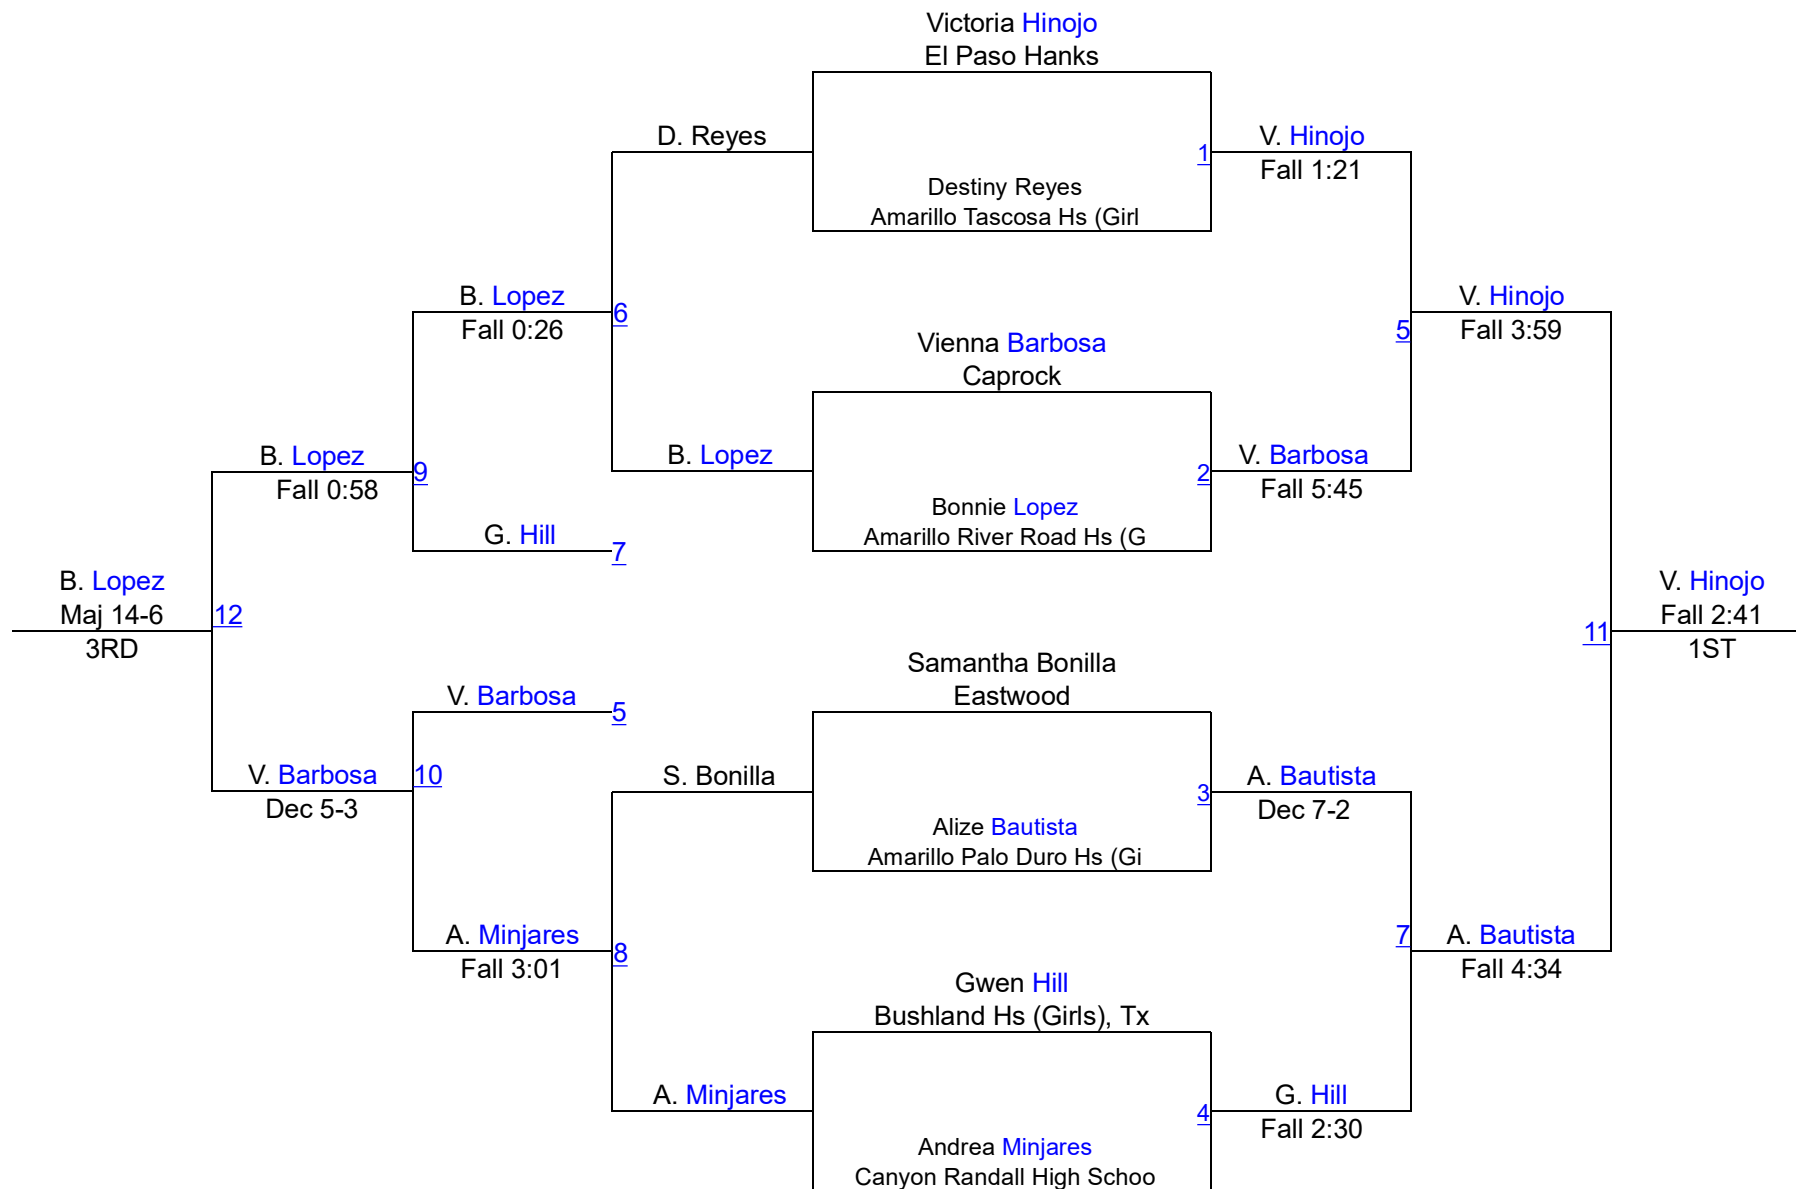 Victoria Hinojo
El Paso Hanks
D. Reyes
1
V. Hinojo
Fall 1:21
Destiny Reyes
Amarillo Tascosa Hs (Girl
B. Lopez
Fall 0:26
6
V. Hinojo
Fall 3:59
5
Vienna Barbosa
Caprock
B. Lopez
Fall 0:58
9
B. Lopez
2
V. Barbosa
Fall 5:45
Bonnie Lopez
Amarillo River Road Hs (G
G. Hill
7
B. Lopez
Maj 14-6
3RD
12
V. Hinojo
Fall 2:41
1ST
11
Samantha Bonilla
Eastwood
V. Barbosa
5
V. Barbosa
Dec 5-3
10
S. Bonilla
3
A. Bautista
Dec 7-2
Alize Bautista
Amarillo Palo Duro Hs (Gi
A. Minjares
Fall 3:01
8
7
A. Bautista
Fall 4:34
Gwen Hill
Bushland Hs (Girls), Tx
A. Minjares
4
G. Hill
Fall 2:30
Andrea Minjares
Canyon Randall High Schoo